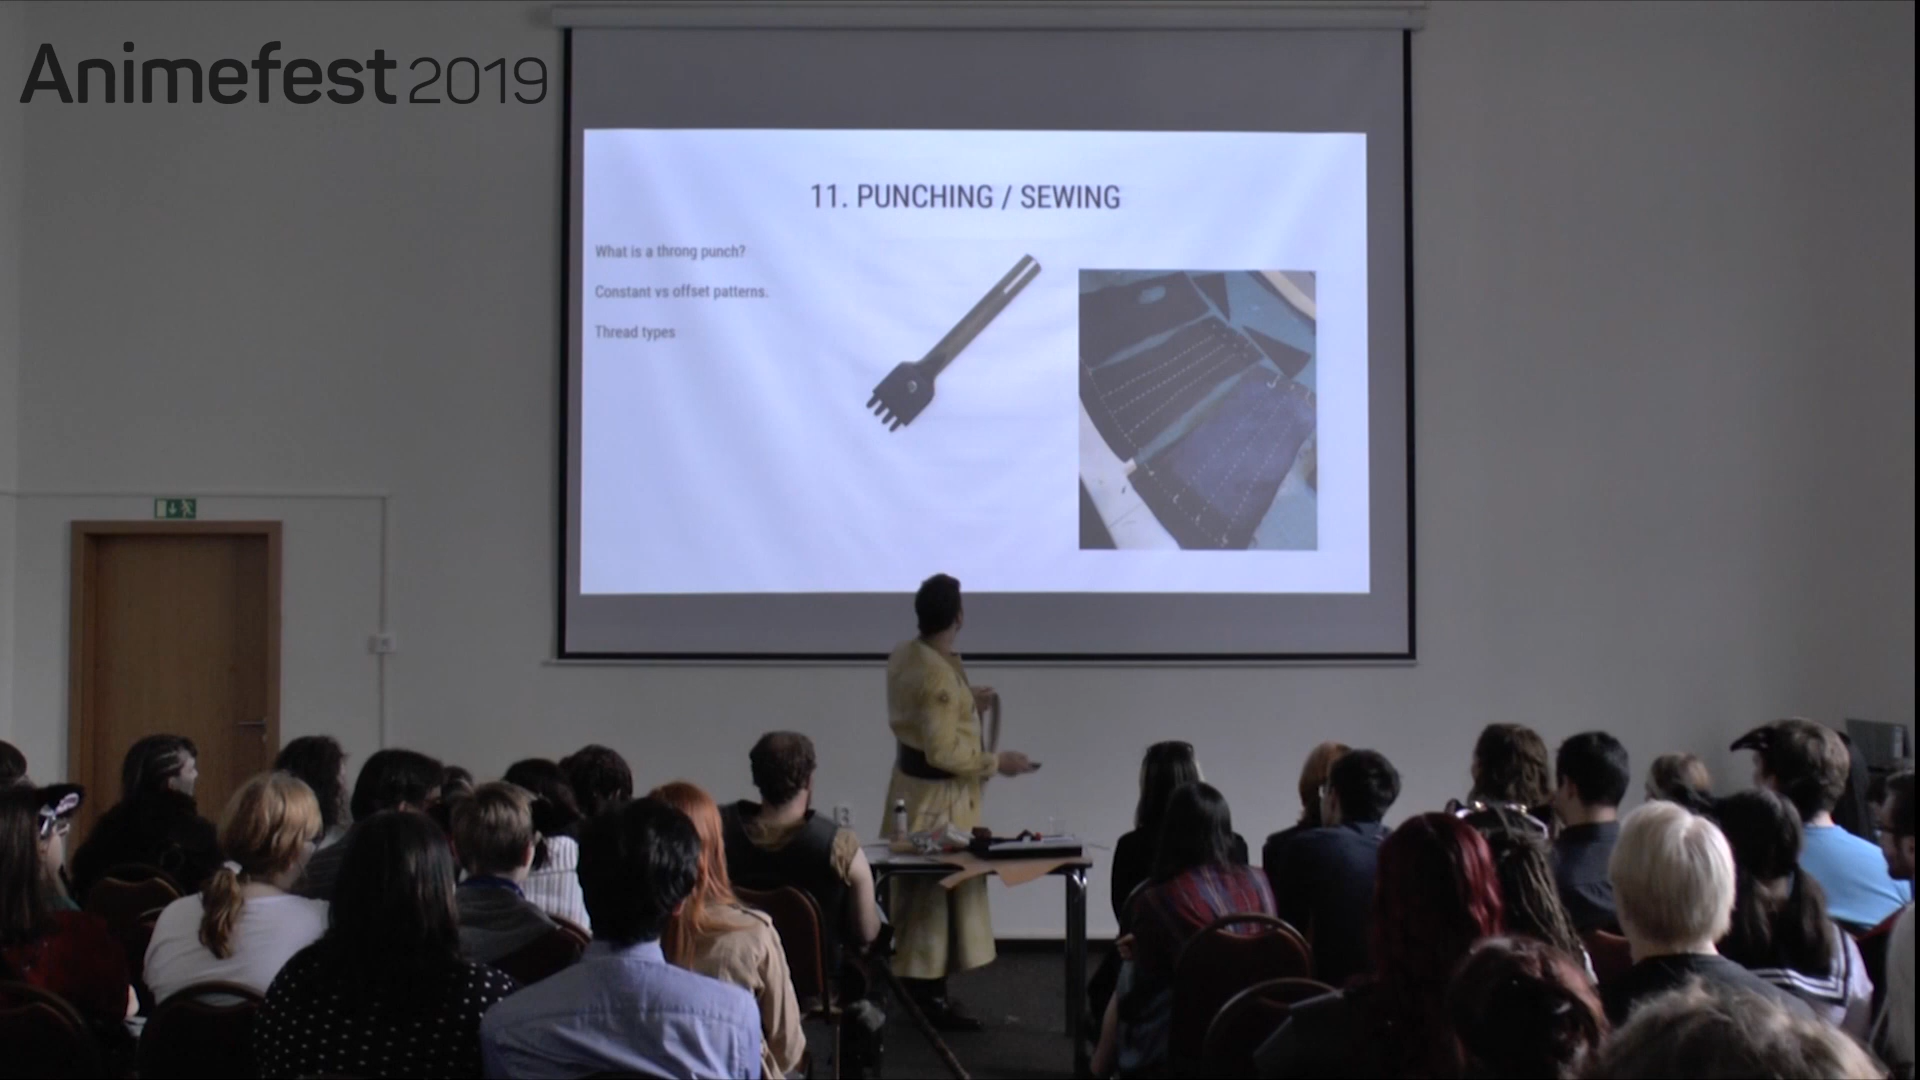 Animefest 2019
11. PUNCHING / SEWING
What is a throng punch?
Constant vs offset patterns.
Thread types